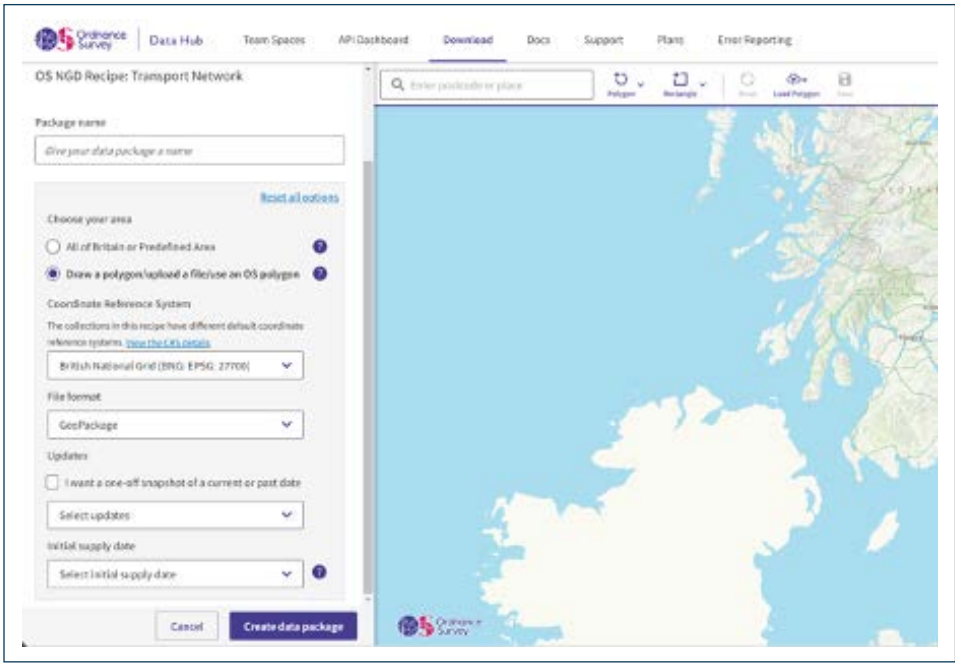 Ordnance Survey
Data Hub
Team Spaces
API Dashboard
Download
Docs
Support
Plans
Error Reporting
OS NGD Recipe: Transport Network
Package name
Give your data package a name
Reset all options
Choose your area
All of Britain or Predefined Area
Draw a polygon/upload a file/use an OS polygon
Coordinate Reference System
The collections in this recipe have different default coordinate
reference systems. View the CRS details
British National Grid (BNG: EPSG: 27700)
File format
GeoPackage
Updates
I want a one-off snapshot of a current or past date
Select updates
Initial supply date
Select initial supply date
Cancel
Create data package
Enter postcode or place
Polygon
Rectangle
Reset
Load Polygon
Save
Ordnance
Survey